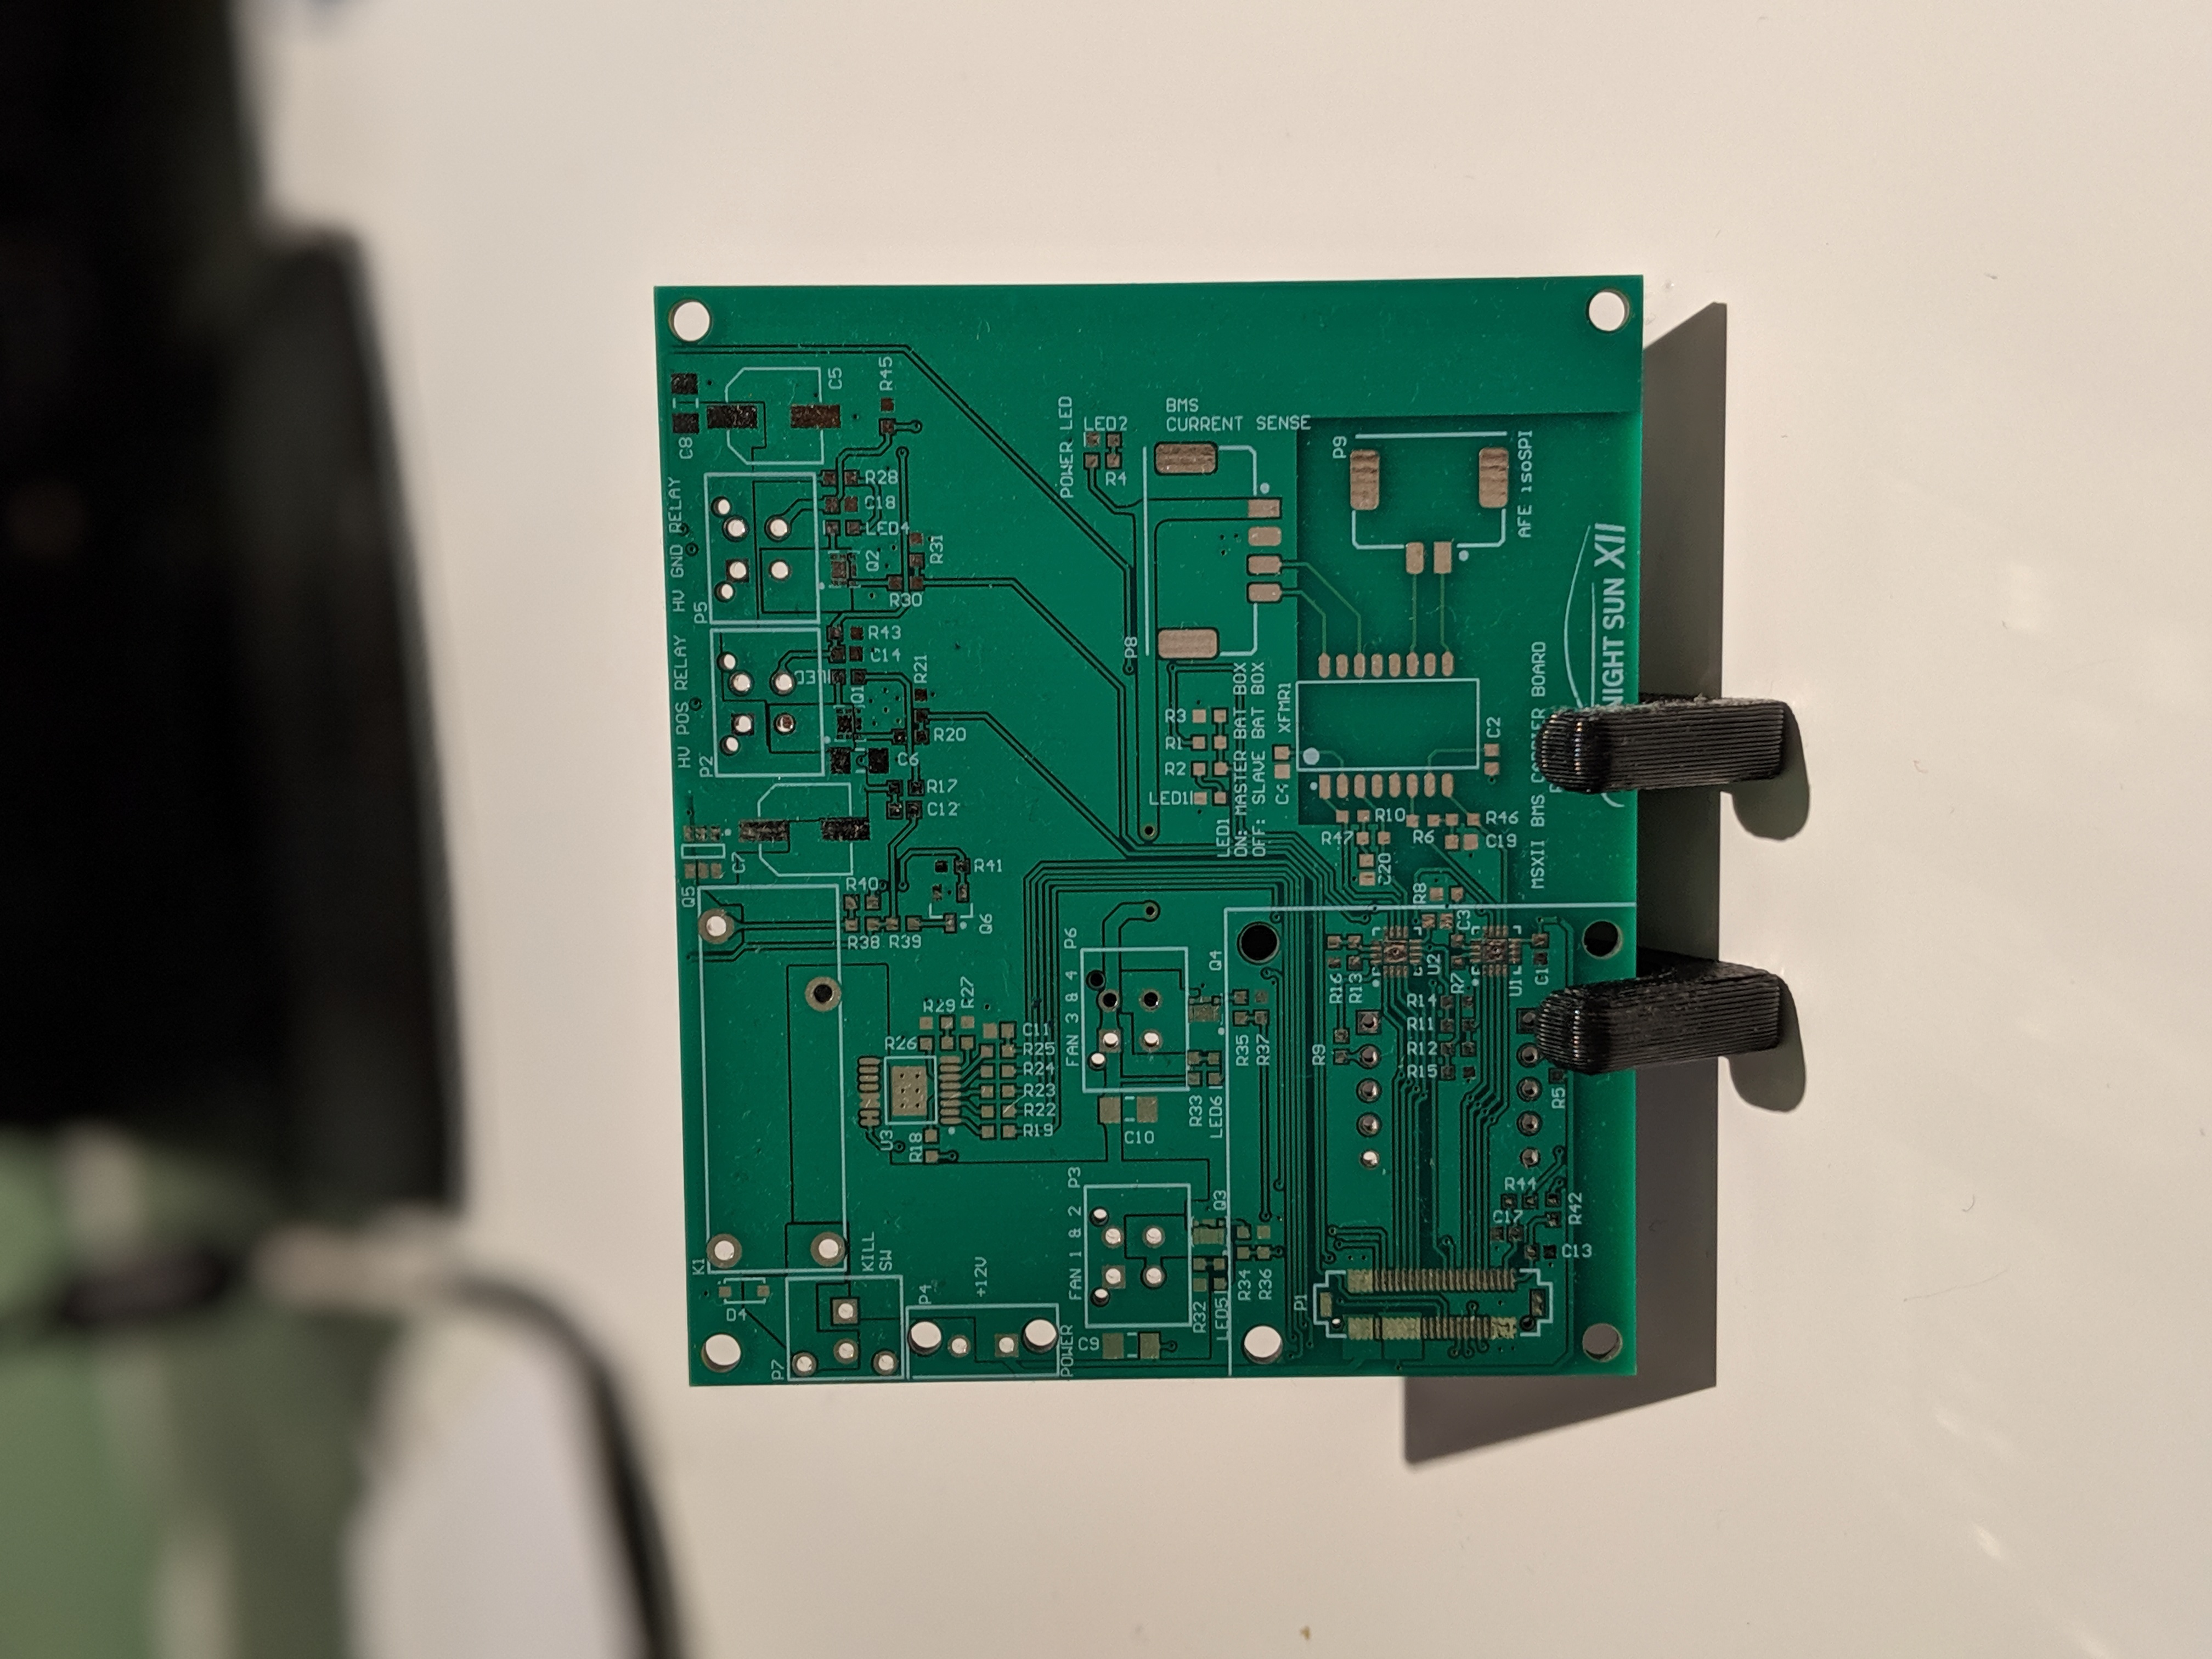 P7
POWER
C9
D4
K1
LED5
R32
P1
P4
+12V
KILL
SW
FAN 1 & 2
P3
R36
R34
C13
R42
C17
R44
Q3
C10
R18
U3
R19
R22
R23
R24
R25
C11
R26
R29
R27
LED6
R33
FAN 3 & 4
P6
R37
R35
Q4
R5
R15
R12
R11
R14
R9
R13
R16
U1
R7
U2
C1
C3
R8
Q6
R39
R38
R40
R41
Q5
C7
C20
R47
C19
R6
R46
R10
MSXII BMS
BOARD
LED1
ON: MASTER BAT BOX
OFF: SLAVE BAT BOX
LED1
R2
R1
R3
C2
XFMR1
C12
R17
C6
P2
HV POS RELAY
R20
Q1
R21
C14
R43
P8
P5
HV GND RELAY
R30
R31
Q2
LED4
C18
R28
NIGHT SUN XII
AFE isoSPI
P9
BMS
CURRENT SENSE
R4
LED2
POWER LED
R45
C5
C8